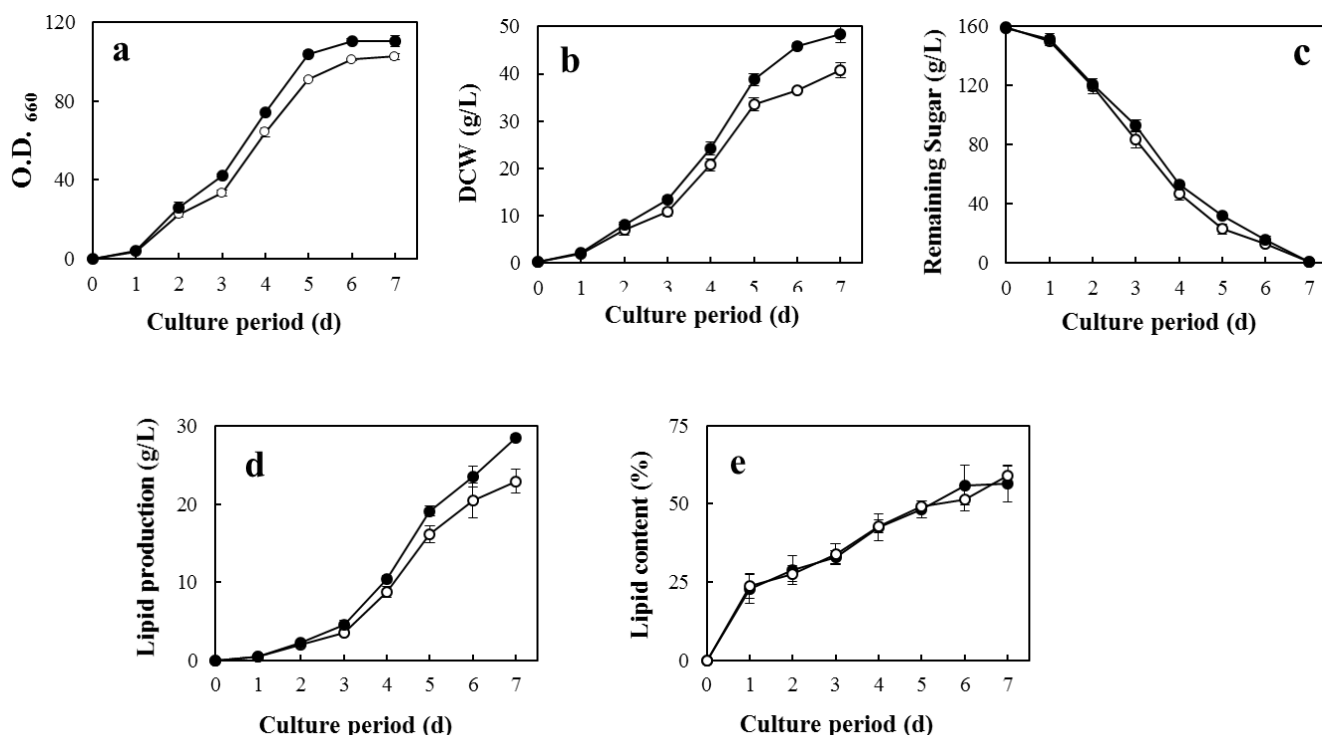 a
O.D. 660
120
80
40
0
0 1 2 3 4 5 6 7
Culture period (d)
b
DCW (g/L)
50
40
30
20
10
0
0 1 2 3 4 5 6 7
Culture period (d)
c
Remaining Sugar (g/L)
160
120
80
40
0
0 1 2 3 4 5 6 7
Culture period (d)
d
Lipid production (g/L)
30
20
10
0
0 1 2 3 4 5 6 7
Culture period (d)
e
Lipid content (%)
75
50
25
0
0 1 2 3 4 5 6 7
Culture period (d)